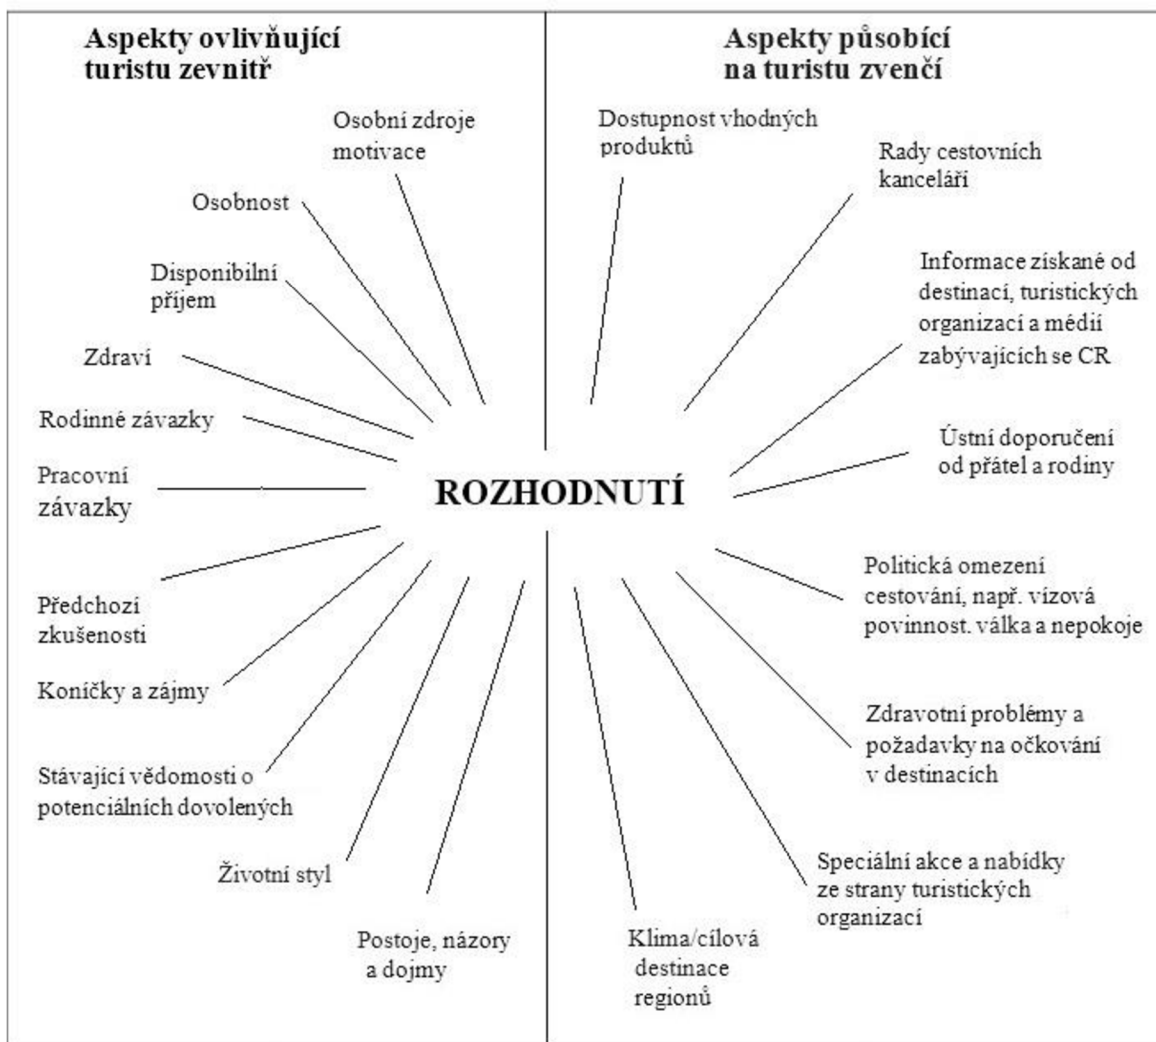 Aspekty ovlivňující
turistu zevnitř
Osobní zdroje
motivace
Osobnost
Disponibilní
příjem
Zdraví
Rodinné závazky
Pracovní
závazky
Předchozí
zkušenosti
Koníčky a zájmy
Stávající vědomosti o
potenciálních dovolených
Životní styl
Postoje, názory
a dojmy
ROZHODNUTÍ
Aspekty působící
na turistu zvenčí
Dostupnost vhodných
produktů
Rady cestovních
kanceláří
Informace získané od
destinací, turistických
organizací a médií
zabývajících se CR
Ústní doporučení
od přátel a rodiny
Politická omezení
cestování, např. vízová
povinnost. válka a nepokoje
Zdravotní problémy a
požadavky na očkování
v destinacích
Speciální akce a nabídky
ze strany turistických
organizací
Klima/cílová
destinace
regionů